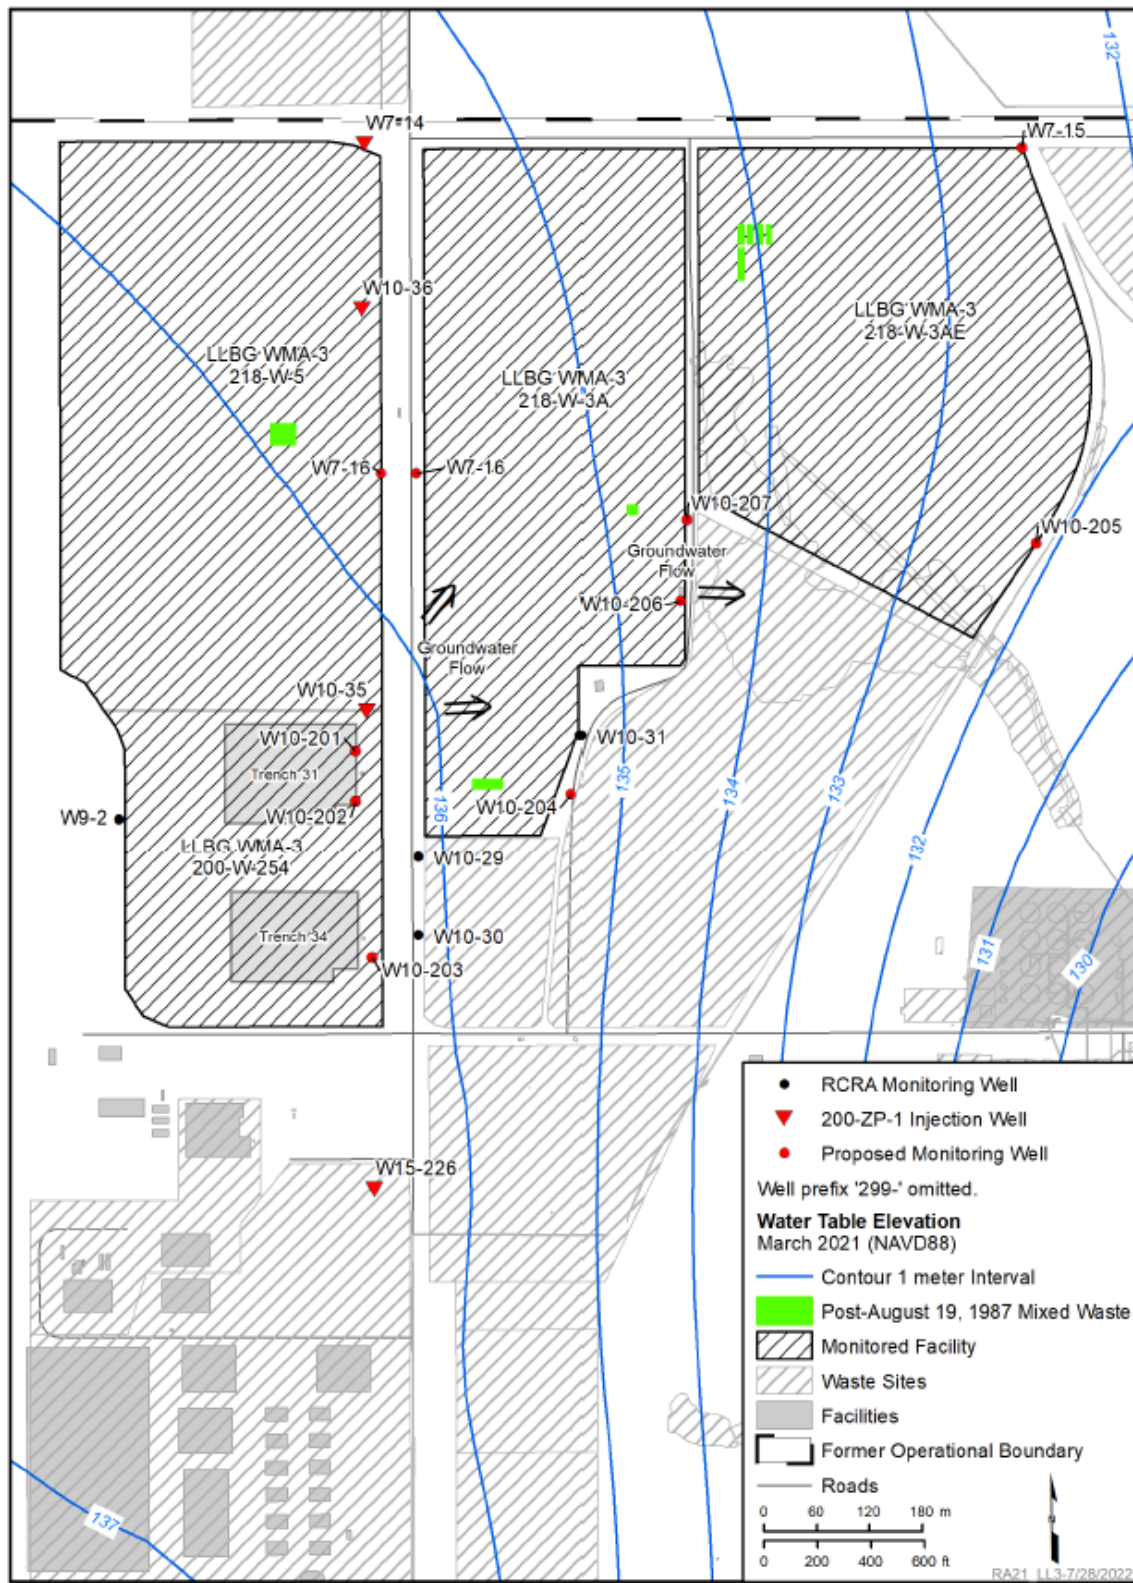 132
W7-14
W7-15
W10-36
LLBG WMA-3
218-W-5
LLBG WMA-3
218-W-3A
LLBG WMA-3
218-W-3AE
W7-16
W7-16
W10-207
W10-205
Groundwater
Flow
W10-206
Groundwater
Flow
W10-35
W10-201
Trench 31
W10-202
W10-31
W10-204
136
135
134
133
132
131
130
W9-2
LLBG WMA-3
200-W-254
W10-29
Trench 34
W10-30
W10-203
W15-226
137
RCRA Monitoring Well
200-ZP-1 Injection Well
Proposed Monitoring Well
Well prefix '299-' omitted.
Water Table Elevation
March 2021 (NAVD88)
Contour 1 meter Interval
Post-August 19, 1987 Mixed Waste
Monitored Facility
Waste Sites
Facilities
Former Operational Boundary
Roads
0 60 120 180 m
0 200 400 600 ft
N
RA21_LL3-7/28/2022